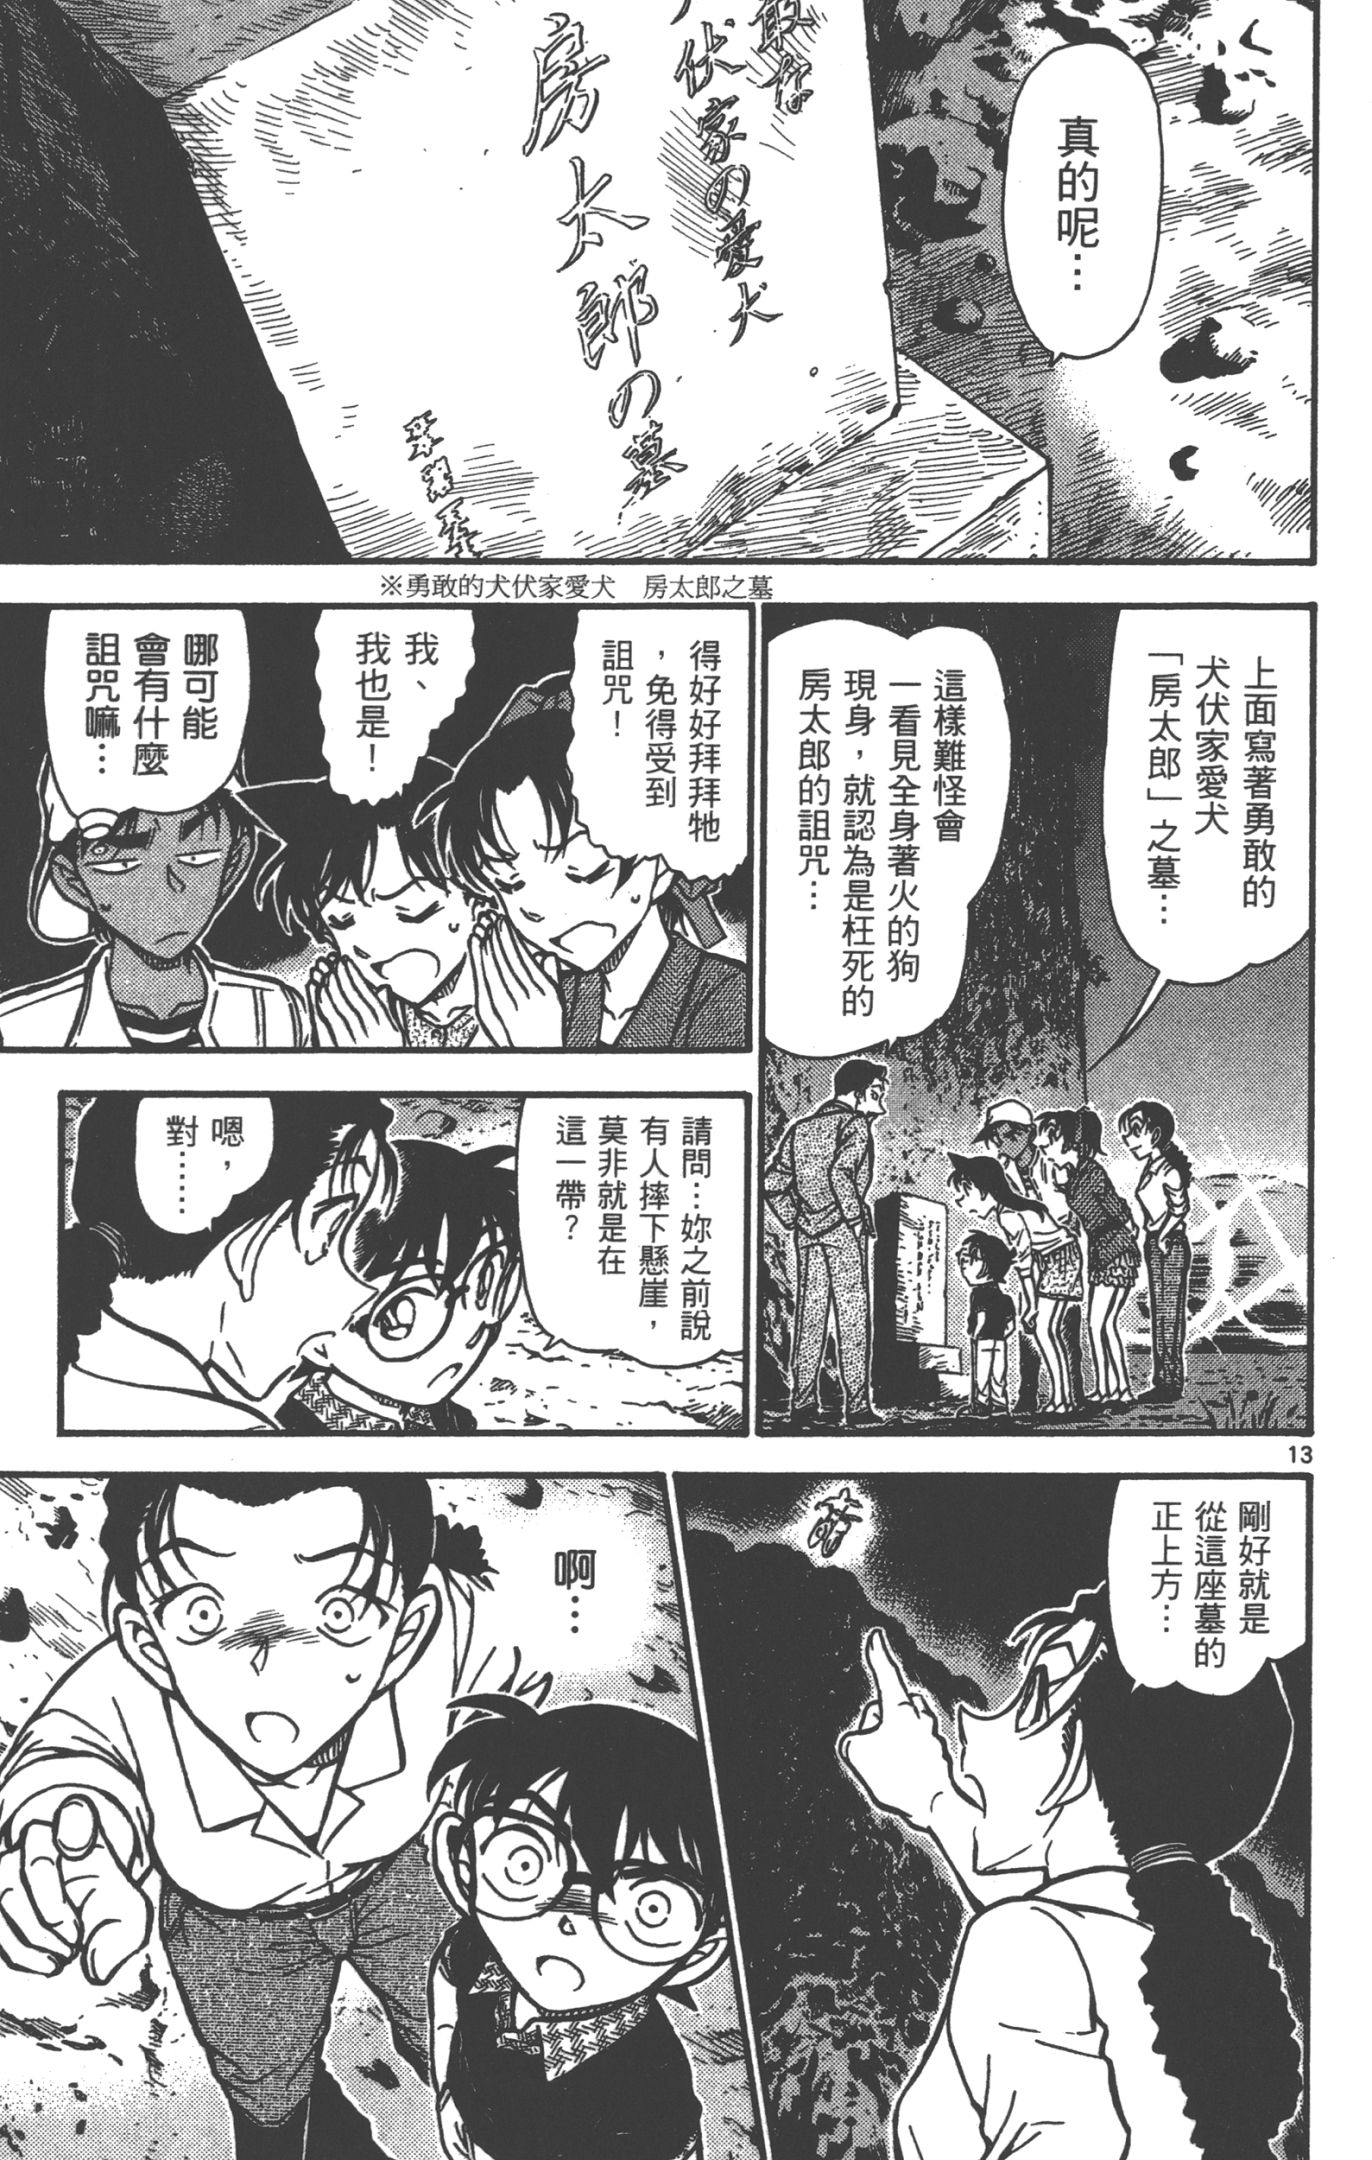 真的呢…
勇敢な
犬伏家の愛犬
房太郎の墓
※勇敢的犬伏家愛犬　房太郎之墓
上面寫著勇敢的
犬伏家愛犬
「房太郎」之墓…
這樣難怪會
一看見全身著火的狗
現身，就認為是枉死的
房太郎的詛咒…
得好好拜拜牠
，免得受到
詛咒！
我、
我也是！
哪可能
會有什麼
詛咒嘛…
請問…妳之前說
有人摔下懸崖，
莫非就是在
這一帶？
嗯，
對……
13
剛好就是
從這座墓的
正上方…
啊…